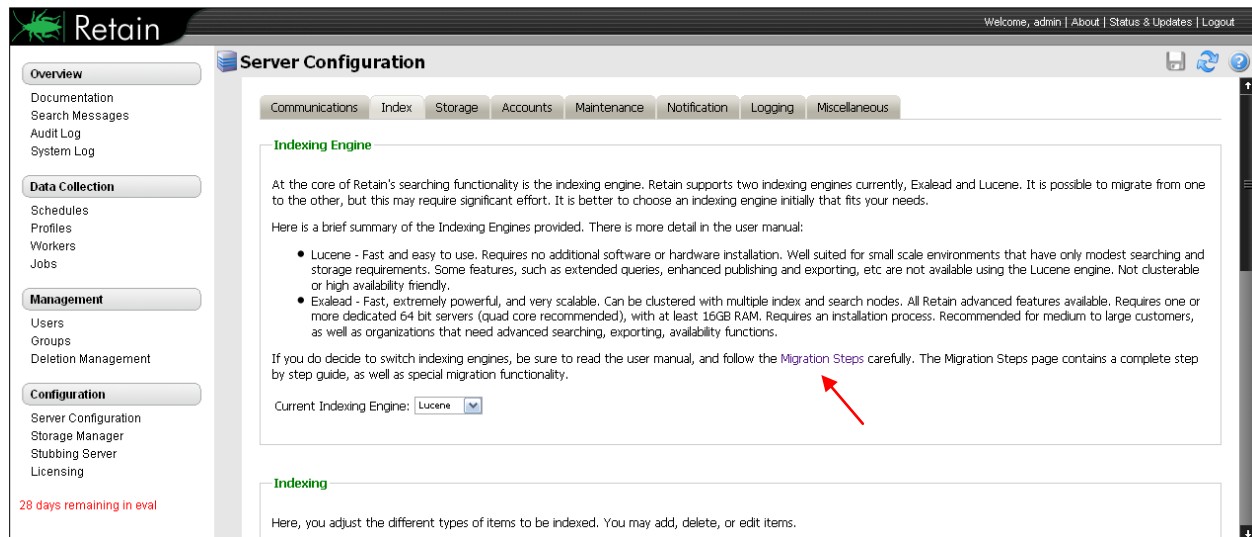 Retain
Welcome, admin | About | Status & Updates | Logout
Overview
Documentation
Search Messages
Audit Log
System Log
Data Collection
Schedules
Profiles
Workers
Jobs
Management
Users
Groups
Deletion Management
Configuration
Server Configuration
Storage Manager
Stubbing Server
Licensing
28 days remaining in eval
Server Configuration
Communications Index Storage Accounts Maintenance Notification Logging Miscellaneous
Indexing Engine
At the core of Retain's searching functionality is the indexing engine. Retain supports two indexing engines currently, Exalead and Lucene. It is possible to migrate from one
to the other, but this may require significant effort. It is better to choose an indexing engine initially that fits your needs.
Here is a brief summary of the Indexing Engines provided. There is more detail in the user manual:
• Lucene - Fast and easy to use. Requires no additional software or hardware installation. Well suited for small scale environments that have only modest searching and
storage requirements. Some features, such as extended queries, enhanced publishing and exporting, etc are not available using the Lucene engine. Not clusterable
or high availability friendly.
• Exalead - Fast, extremely powerful, and very scalable. Can be clustered with multiple index and search nodes. All Retain advanced features available. Requires one or
more dedicated 64 bit servers (quad core recommended), with at least 16GB RAM. Requires an installation process. Recommended for medium to large customers,
as well as organizations that need advanced searching, exporting, availability functions.
If you do decide to switch indexing engines, be sure to read the user manual, and follow the Migration Steps carefully. The Migration Steps page contains a complete step
by step guide, as well as special migration functionality.
Current Indexing Engine: Lucene
Indexing
Here, you adjust the different types of items to be indexed. You may add, delete, or edit items.